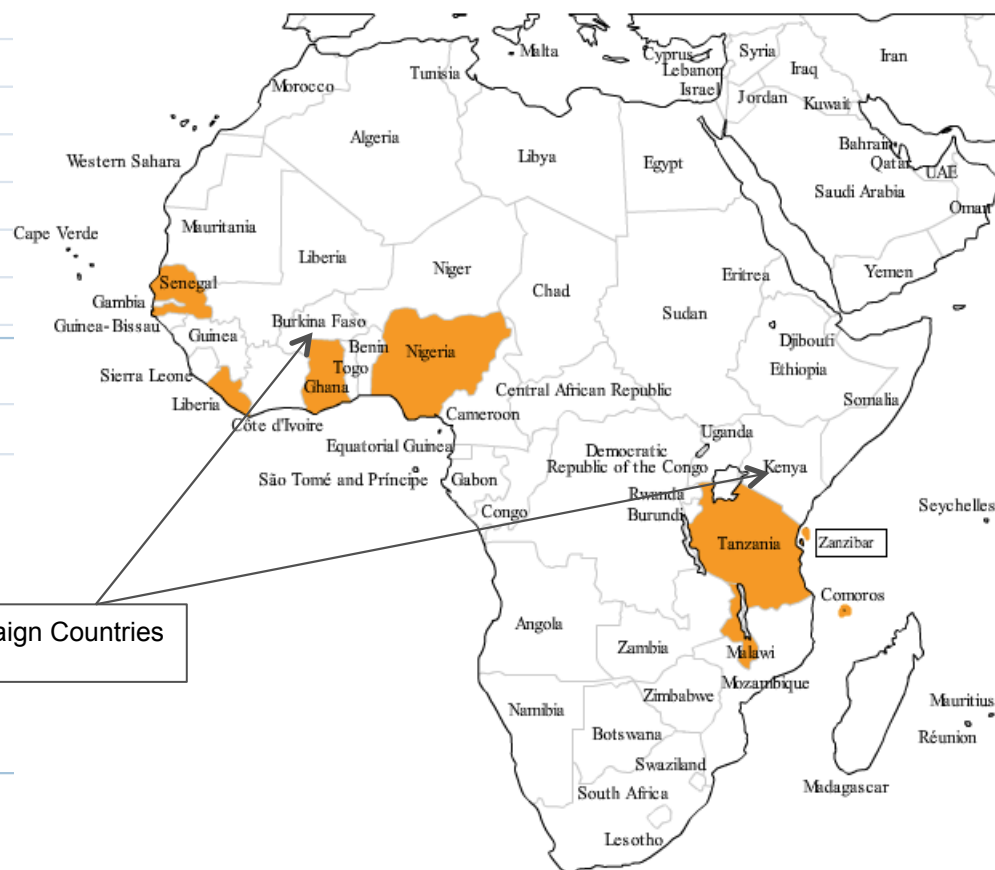 Malta
Cyprus
Syria
Tunisia
Lebanon
Iraq
Iran
Morocco
Israel
Jordan
Kuwait
Algeria
Libya
Egypt
Bahrain
Qatar
UAE
Western Sahara
Saudi Arabia
Oman
Mauritania
Cape Verde
Liberia
Niger
Chad
Eritrea
Yemen
Senegal
Gambia
Sudan
Guinea-Bissau
Burkina Faso
Guinea
Djibouti
Benin
Nigeria
Togo
Ethiopia
Sierra Leone
Ghana
Central African Republic
Somalia
Liberia
Cameroon
Côte d'Ivoire
Uganda
Equatorial Guinea
Democratic
Republic of the Congo
Kenya
São Tomé and Príncipe
Gabon
Rwanda
Congo
Burundi
Seychelles
Tanzania
Zanzibar
Comoros
Angola
aign Countries
Zambia
Malawi
Mozambique
Zimbabwe
Mauritius
Namibia
Botswana
Réunion
Swaziland
South Africa
Madagascar
Lesotho